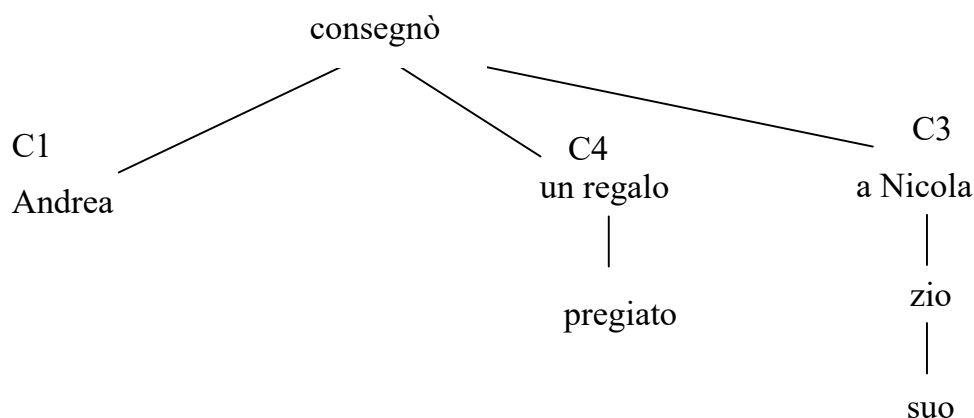 consegnò
C1
C4
C3
Andrea
un regalo
a Nicola
pregiato
zio
suo